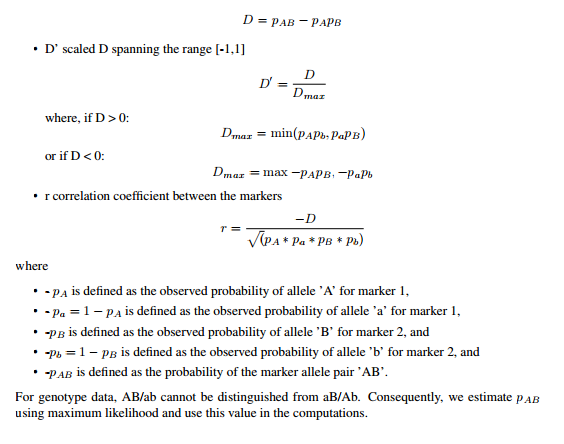 D = p_{AB} − p_A p_B
• D' scaled D spanning the range [-1,1]
D' = \frac{D}{D_{max}}
where, if D > 0:
D_{max} = min(p_A p_b, p_a p_B)
or if D < 0:
D_{max} = max −p_A p_B, −p_a p_b
• r correlation coefficient between the markers
r = \frac{−D}{\sqrt(p_A * p_a * p_B * p_b)}
where
• - p_A is defined as the observed probability of allele 'A' for marker 1,
• - p_a = 1 − p_A is defined as the observed probability of allele 'a' for marker 1,
• -p_B is defined as the observed probability of allele 'B' for marker 2, and
• -p_b = 1 − p_B is defined as the observed probability of allele 'b' for marker 2, and
• -p_{AB} is defined as the probability of the marker allele pair 'AB'.
For genotype data, AB/ab cannot be distinguished from aB/Ab. Consequently, we estimate p_{AB}
using maximum likelihood and use this value in the computations.